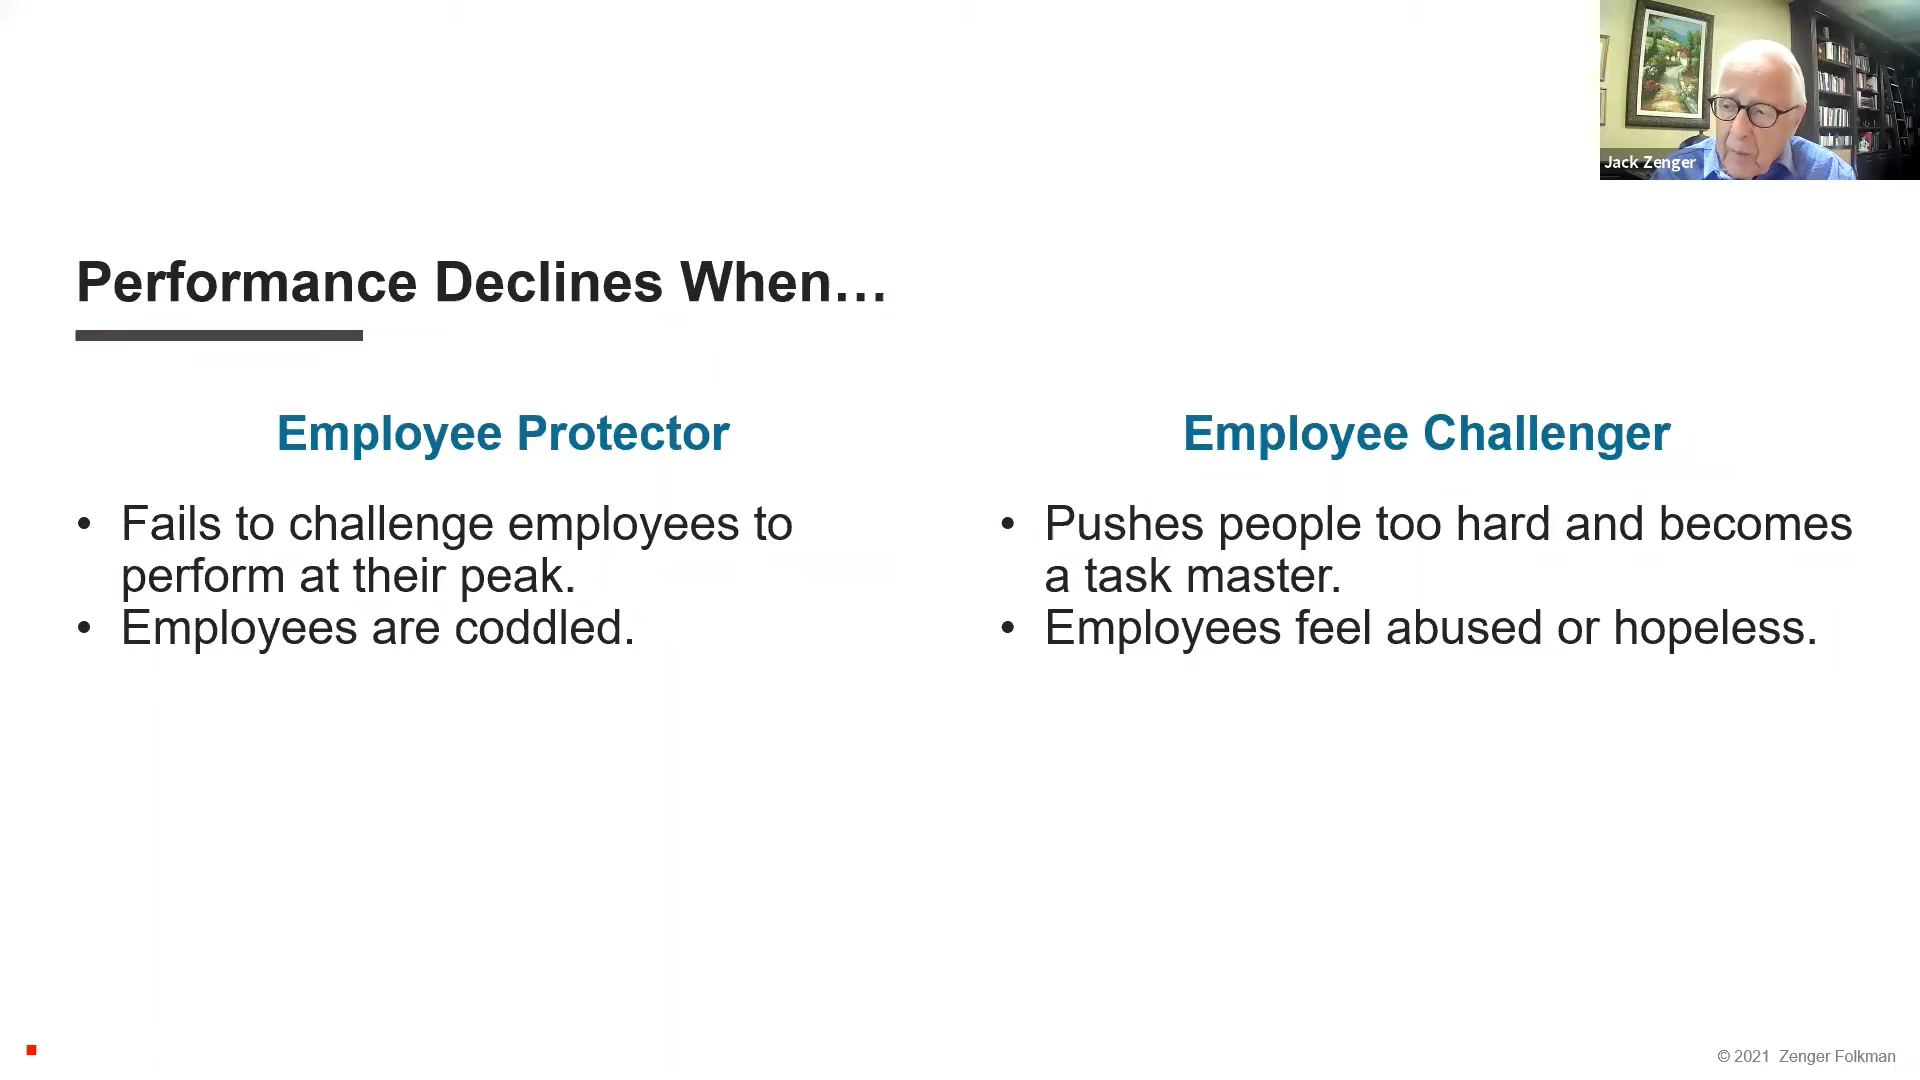 Jack Zenger
Performance Declines When…
Employee Protector
• Fails to challenge employees to
perform at their peak.
• Employees are coddled.
Employee Challenger
• Pushes people too hard and becomes
a task master.
• Employees feel abused or hopeless.
© 2021 Zenger Folkman